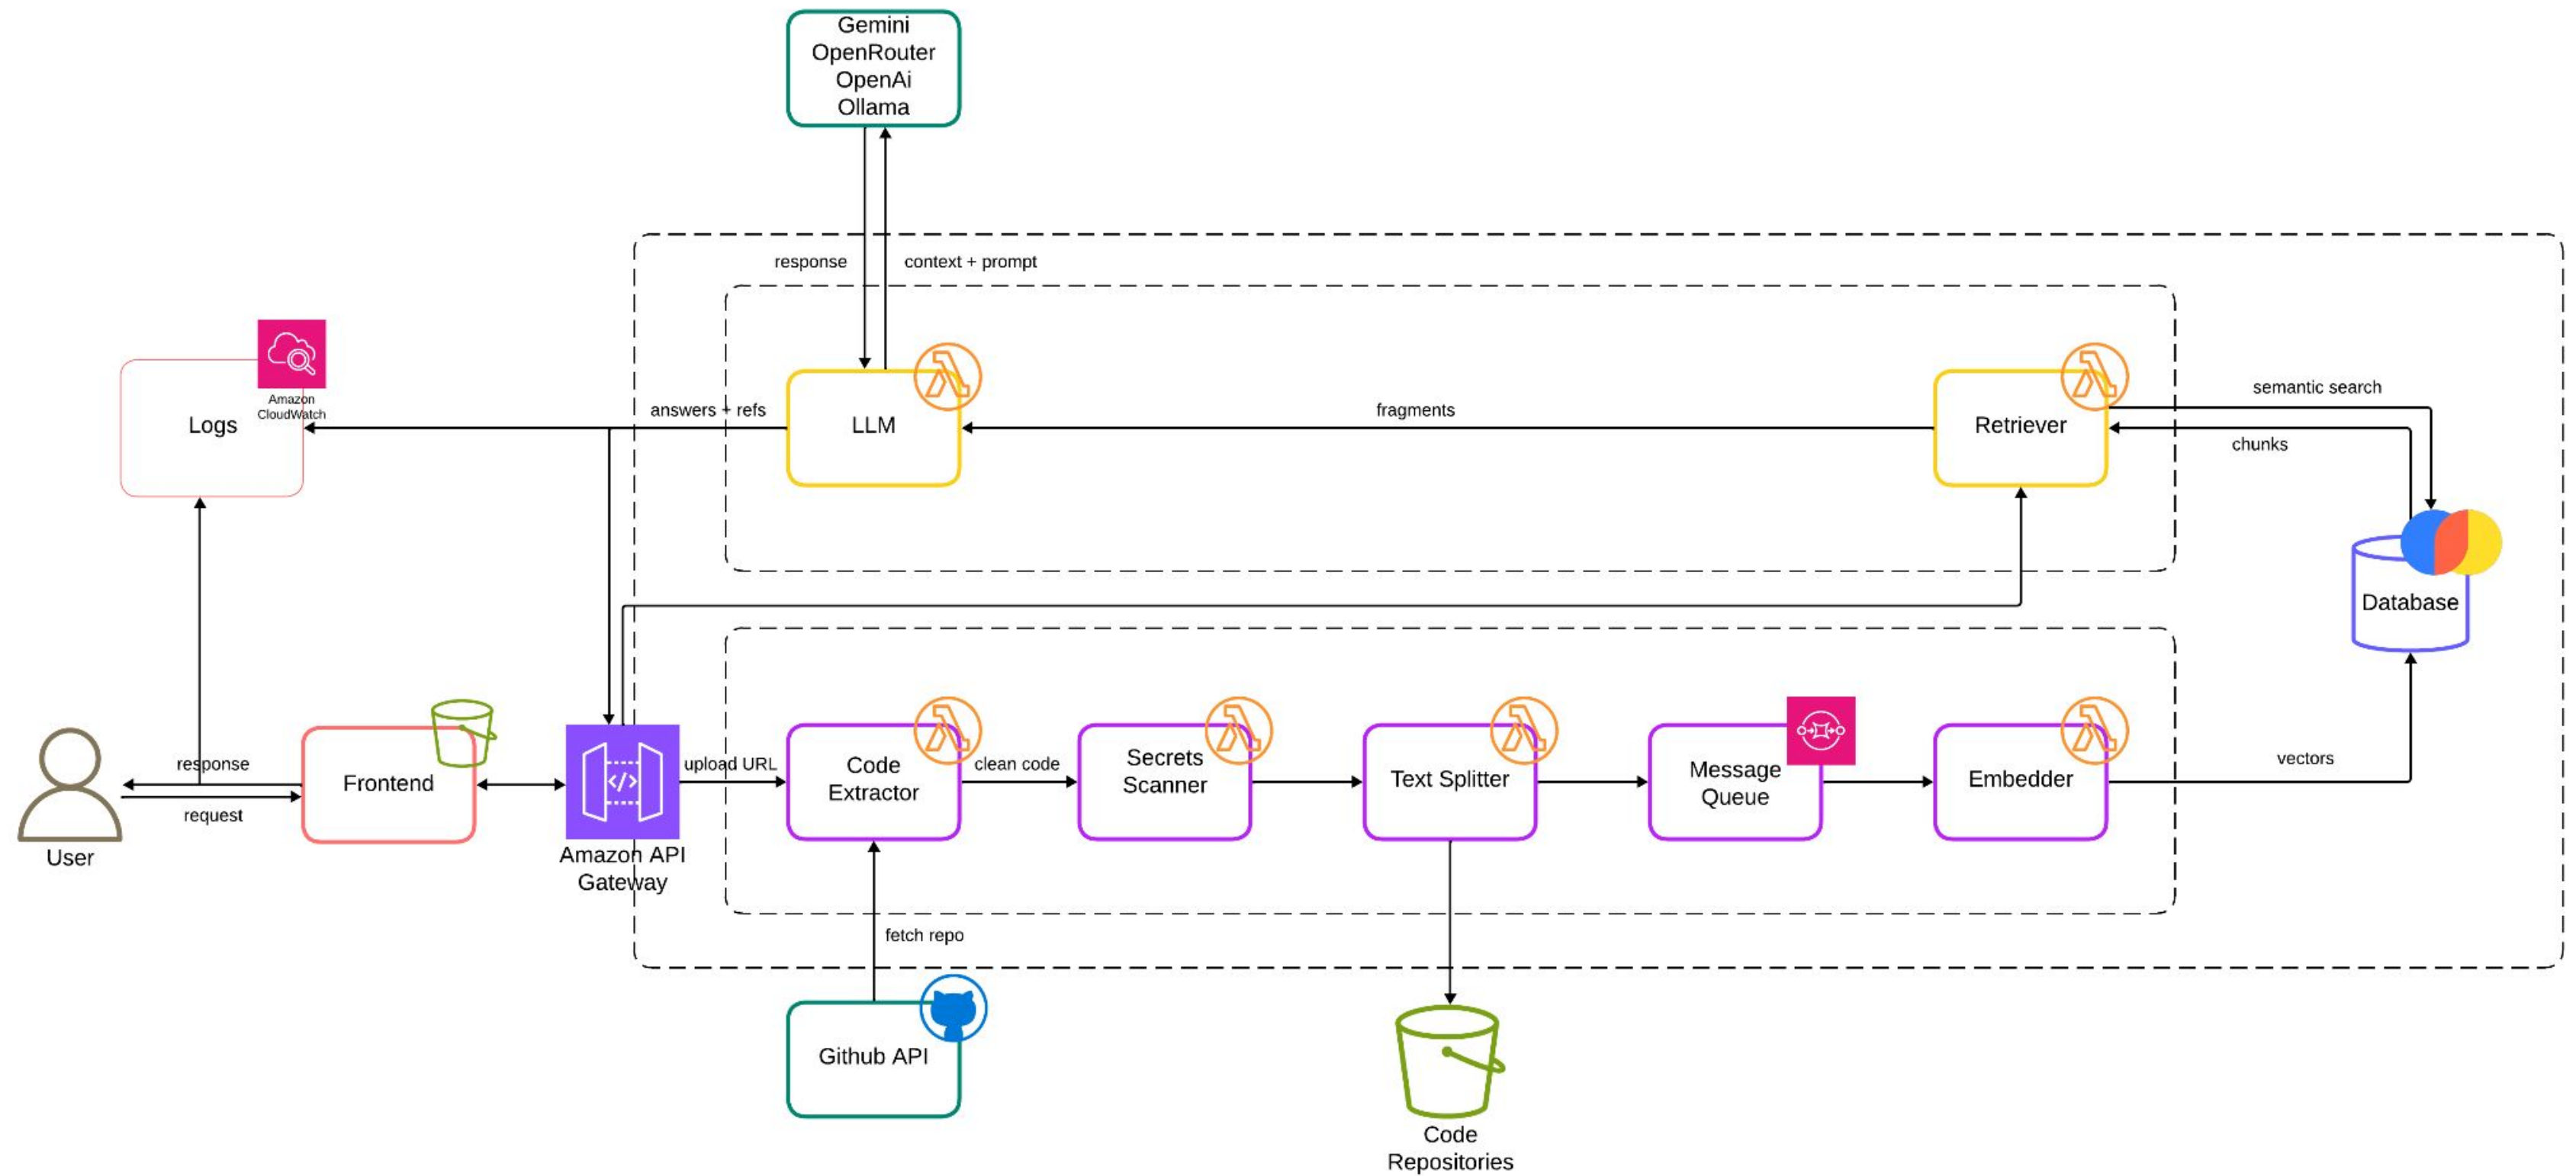 Gemini
OpenRouter
OpenAi
Ollama
response
context + prompt
Amazon
CloudWatch
Logs
answers + refs
LLM
fragments
Retriever
semantic search
chunks
Database
response
request
User
Frontend
Amazon API
Gateway
upload URL
Code
Extractor
clean code
Secrets
Scanner
Text Splitter
Message
Queue
Embedder
vectors
fetch repo
Github API
Code
Repositories